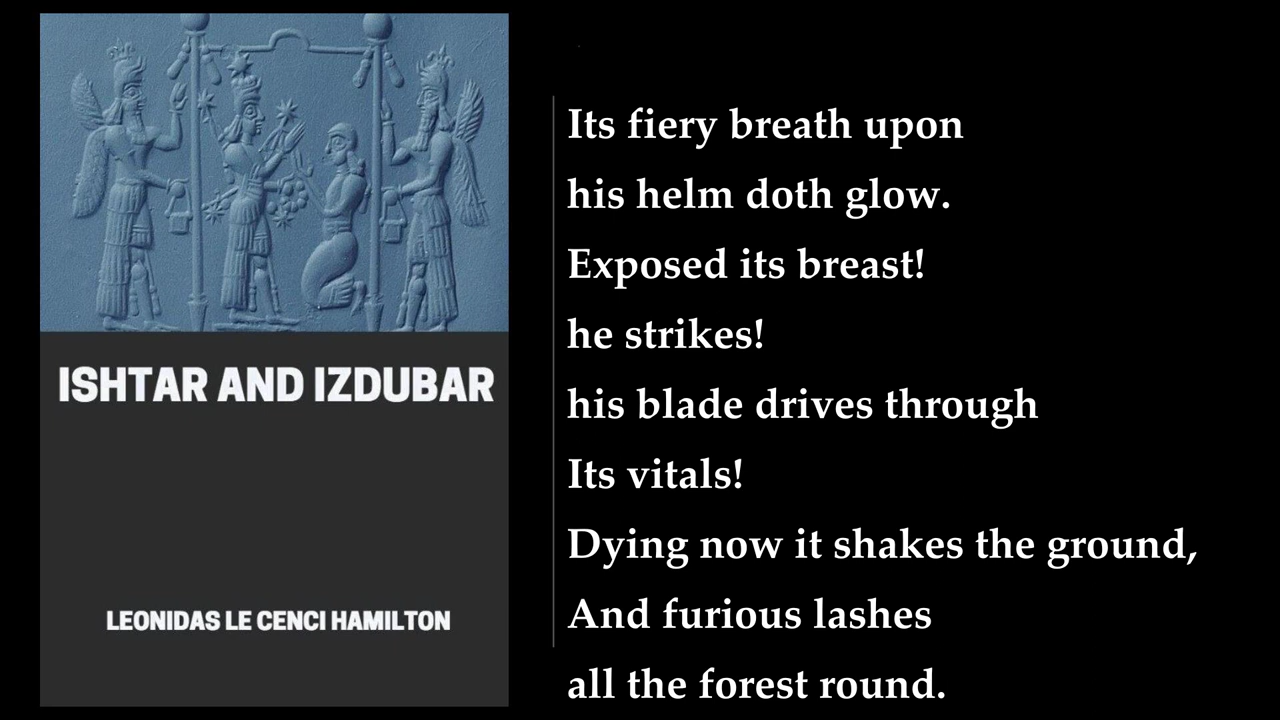 ISHTAR AND IZDUBAR
LEONIDAS LE CENCI HAMILTON
Its fiery breath upon
his helm doth glow.
Exposed its breast!
he strikes!
his blade drives through
Its vitals!
Dying now it shakes the ground,
And furious lashes
all the forest round.